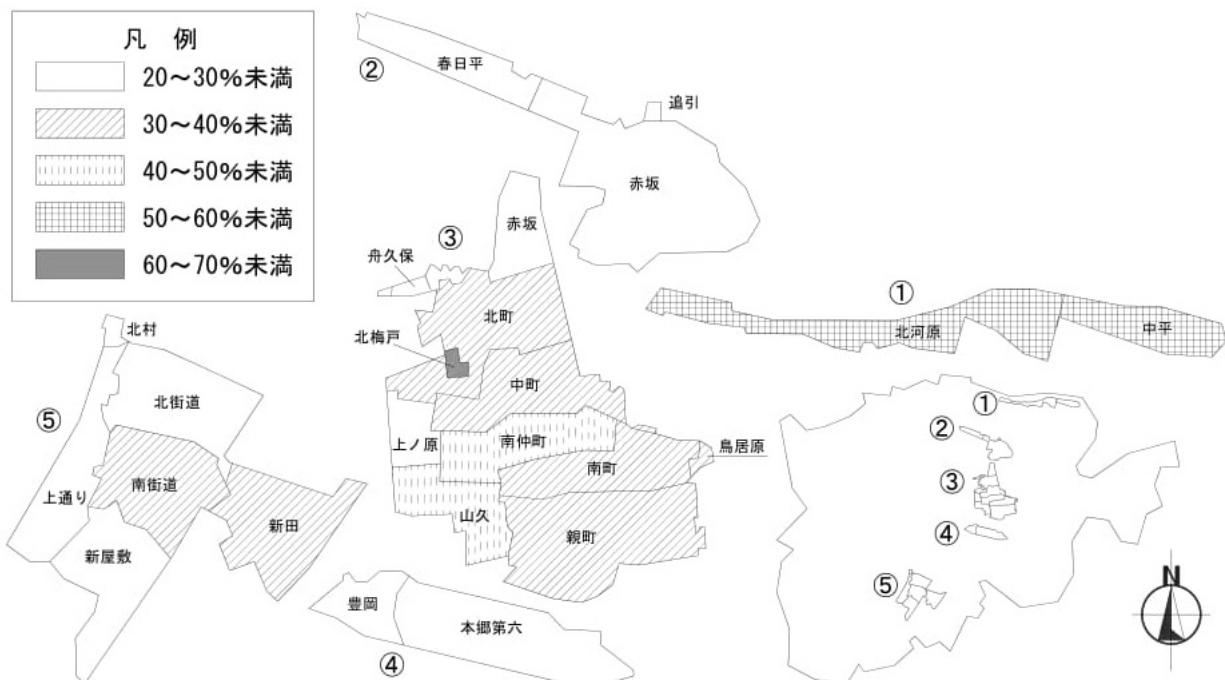 凡 例
20～30％未満
30～40％未満
40～50％未満
50～60％未満
60～70％未満
②
春日平
追引
赤坂
③
赤坂
舟久保
北町
北梅戸
中町
上ノ原
南仲町
鳥居原
南町
山久
親町
①
北河原
中平
⑤
北村
北街道
南街道
上通り
新田
新屋敷
豊岡
本郷第六
④
①
②
③
④
⑤
N